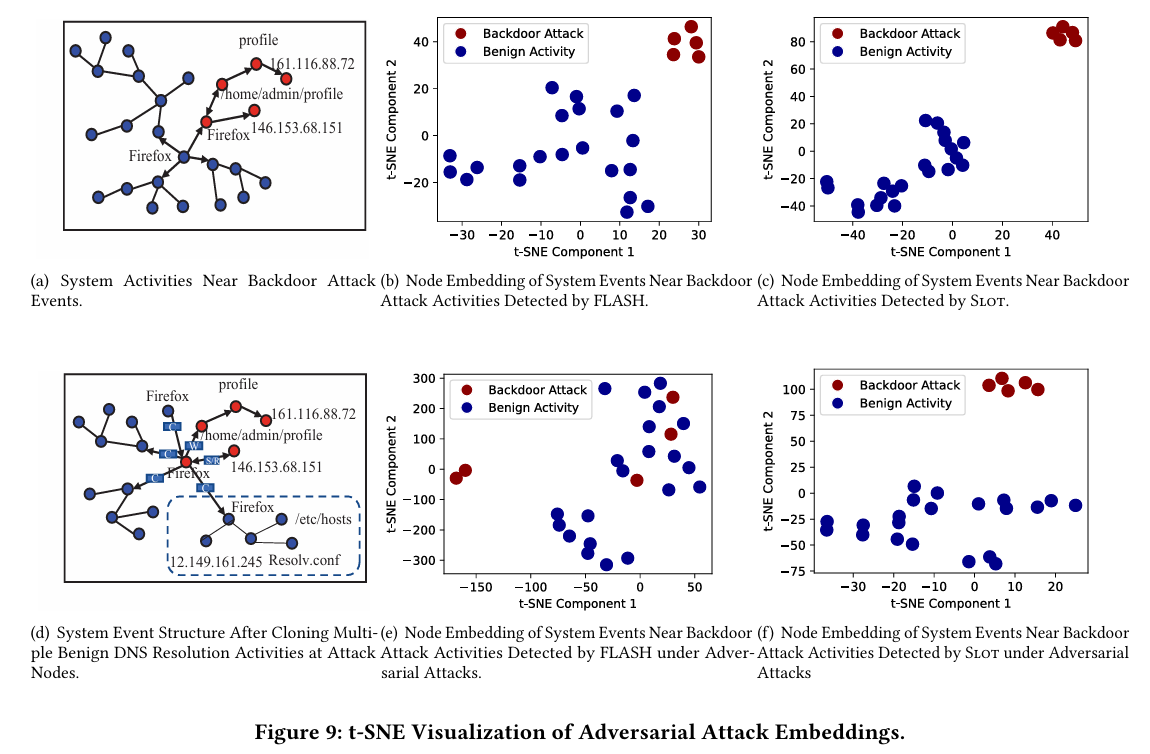 profile
161.116.88.72
/home/admin/profile
146.153.68.151
Firefox
Firefox
Backdoor Attack
Benign Activity
40
20
0
−20
−30
−20
−10
0
10
20
30
t-SNE Component 1
t-SNE Component 2
Backdoor Attack
Benign Activity
80
60
40
20
0
−20
−40
−40
−20
0
20
40
t-SNE Component 1
t-SNE Component 2
(a) System Activities Near Backdoor Attack
Events.
(b) Node Embedding of System Events Near Backdoor
Attack Activities Detected by FLASH.
(c) Node Embedding of System Events Near Backdoor
Attack Activities Detected by SLOT.
Firefox
profile
161.116.88.72
/home/admin/profile
C
W
C
S/R
146.153.68.151
Firefox
C
C
Firefox
/etc/hosts
12.149.161.245
Resolv.conf
Backdoor Attack
Benign Activity
300
200
100
0
−100
−200
−300
−150
−100
−50
0
50
t-SNE Component 1
t-SNE Component 2
Backdoor Attack
Benign Activity
100
75
50
25
0
−25
−50
−75
−30
−20
−10
0
10
20
t-SNE Component 1
t-SNE Component 2
(d) System Event Structure After Cloning Multi-
ple Benign DNS Resolution Activities at Attack
Nodes.
(e) Node Embedding of System Events Near Backdoor
Attack Activities Detected by FLASH under Adver-
sarial Attacks.
(f) Node Embedding of System Events Near Backdoor
Attack Activities Detected by SLOT under Adversarial
Attacks
Figure 9: t-SNE Visualization of Adversarial Attack Embeddings.